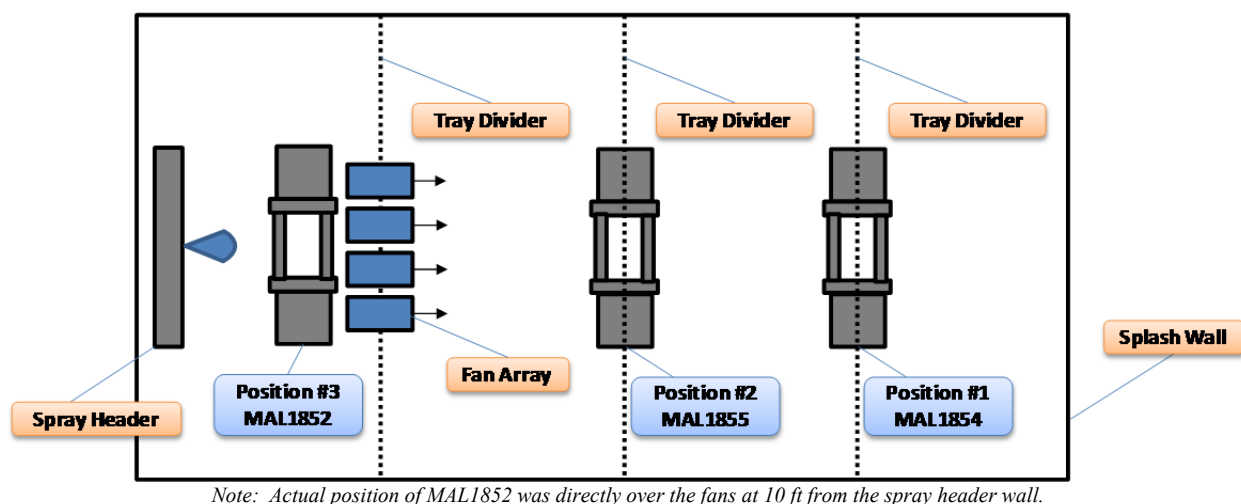 Tray Divider
Tray Divider
Tray Divider
Splash Wall
Fan Array
Position #3
MAL1852
Position #2
MAL1855
Position #1
MAL1854
Spray Header
Note: Actual position of MAL1852 was directly over the fans at 10 ft from the spray header wall.